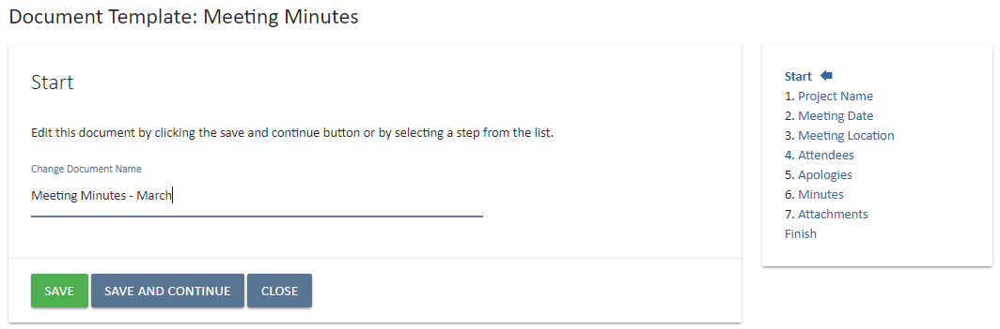 Document Template: Meeting Minutes
Start
Edit this document by clicking the save and continue button or by selecting a step from the list.
Change Document Name
Meeting Minutes - March
SAVE
SAVE AND CONTINUE
CLOSE
Start
1. Project Name
2. Meeting Date
3. Meeting Location
4. Attendees
5. Apologies
6. Minutes
7. Attachments
Finish